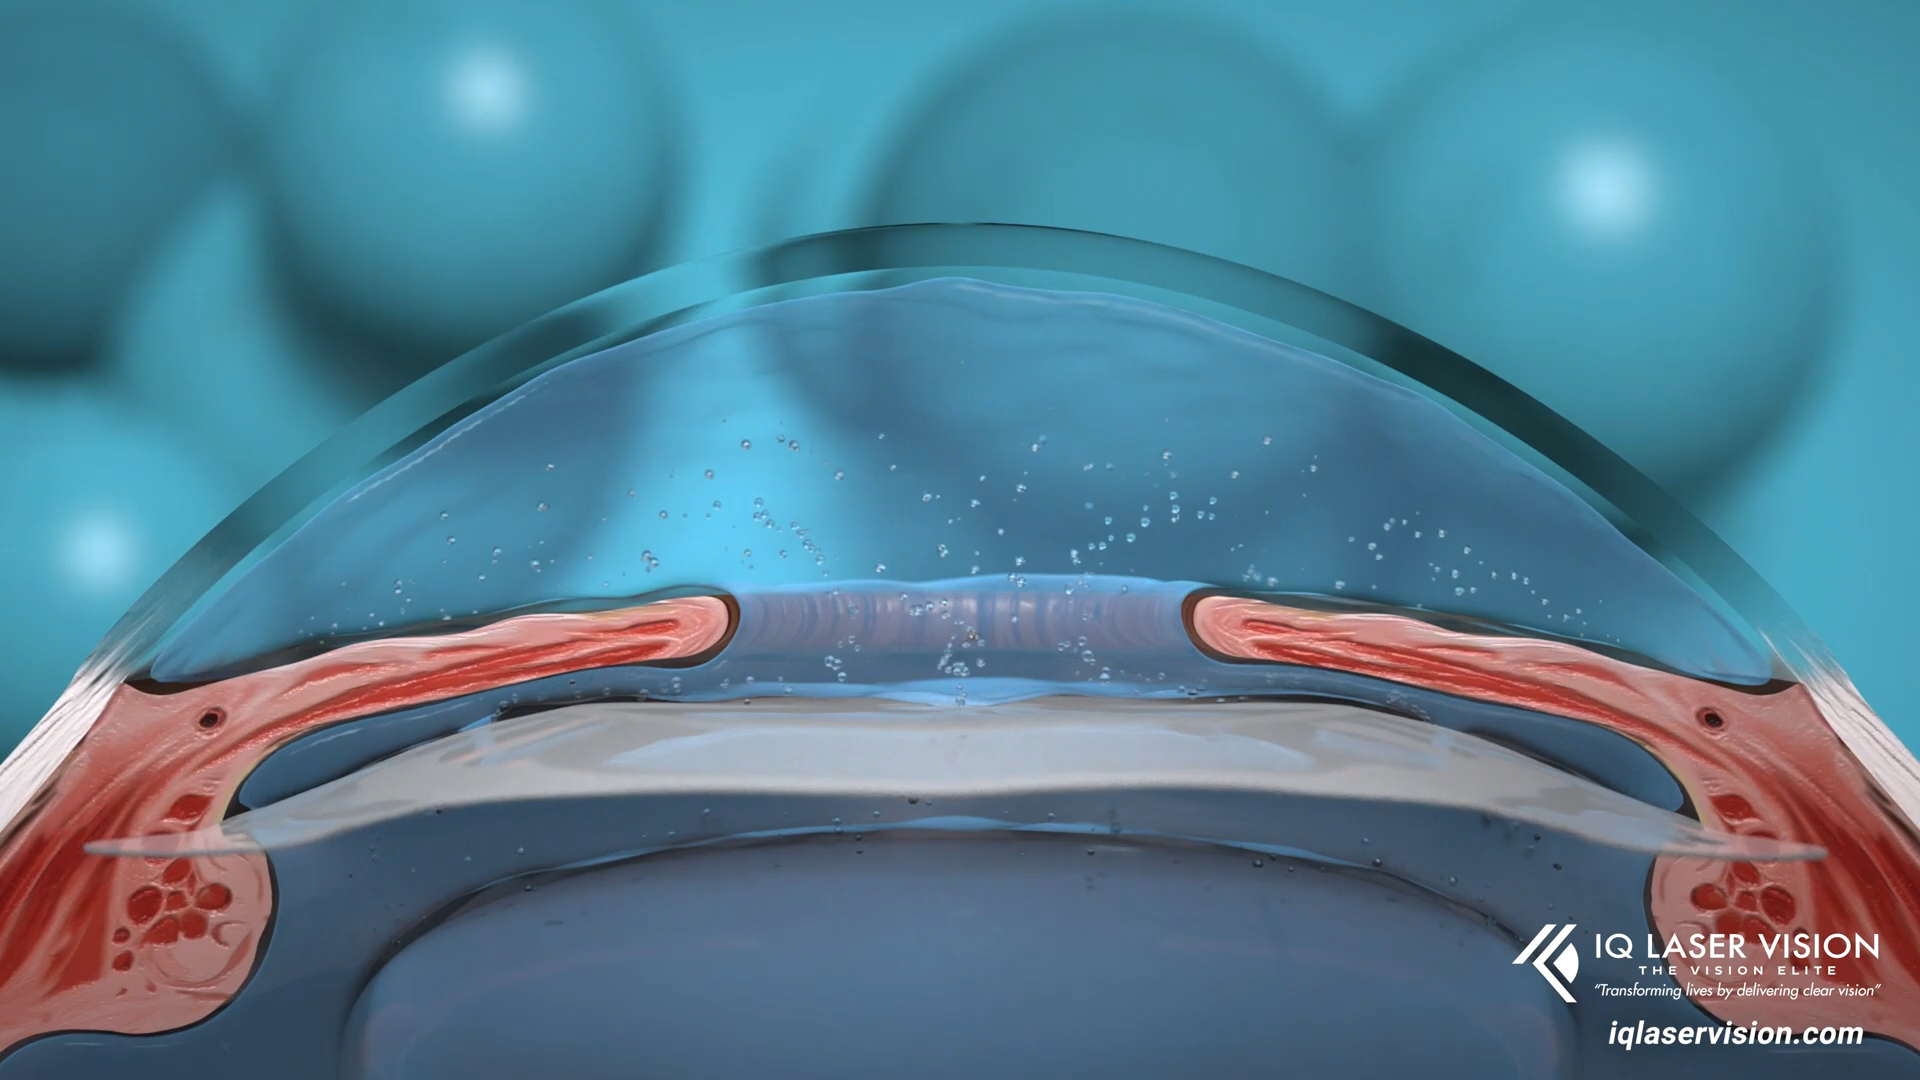 IQ LASER VISION
THE VISION ELITE
“Transforming lives by delivering clear vision”
iqlaservision.com